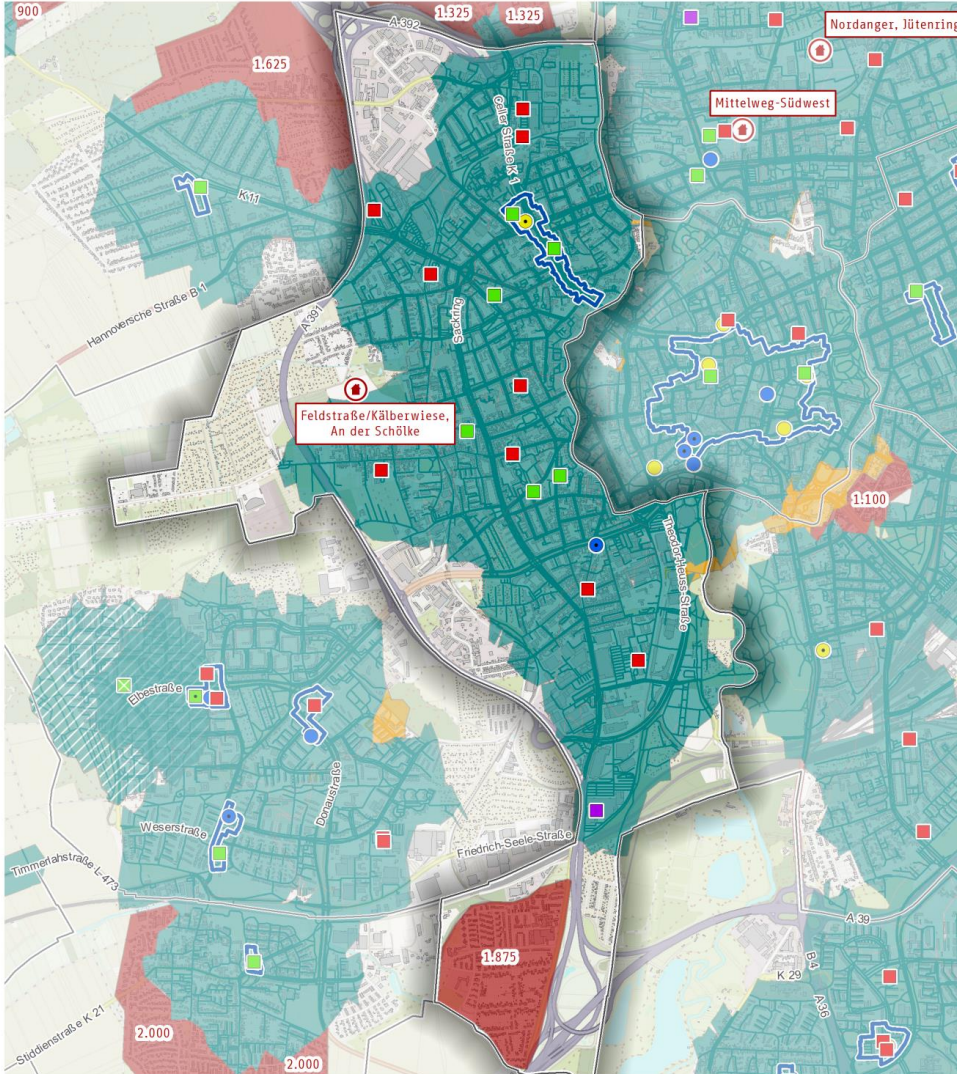 900
1.325
1.325
A 392
Nordanger, Jütenring
1.625
Mittelweg-Südwest
Celler Straße K 1
K 11
Hannoversche Straße B 1
A 391
Sackring
Feldstraße/Kälberwiese,
An der Schölke
1.100
Theodor-Heuss-Straße
Elbestraße
Donaustraße
Weserstraße
Friedrich-Seele-Straße
Timmerlahstraße L 473
A 39
1.875
B 4
K 29
A 36
2.000
Stiddienstraße K 21
2.000